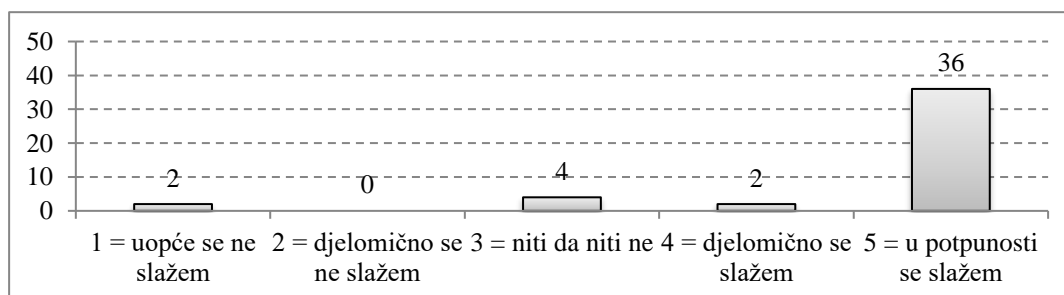 50
40
30
20
10
0
2
0
4
2
36
1 = uopće se ne slažem
2 = djelomično se ne slažem
3 = niti da niti ne
4 = djelomično se slažem
5 = u potpunosti se slažem